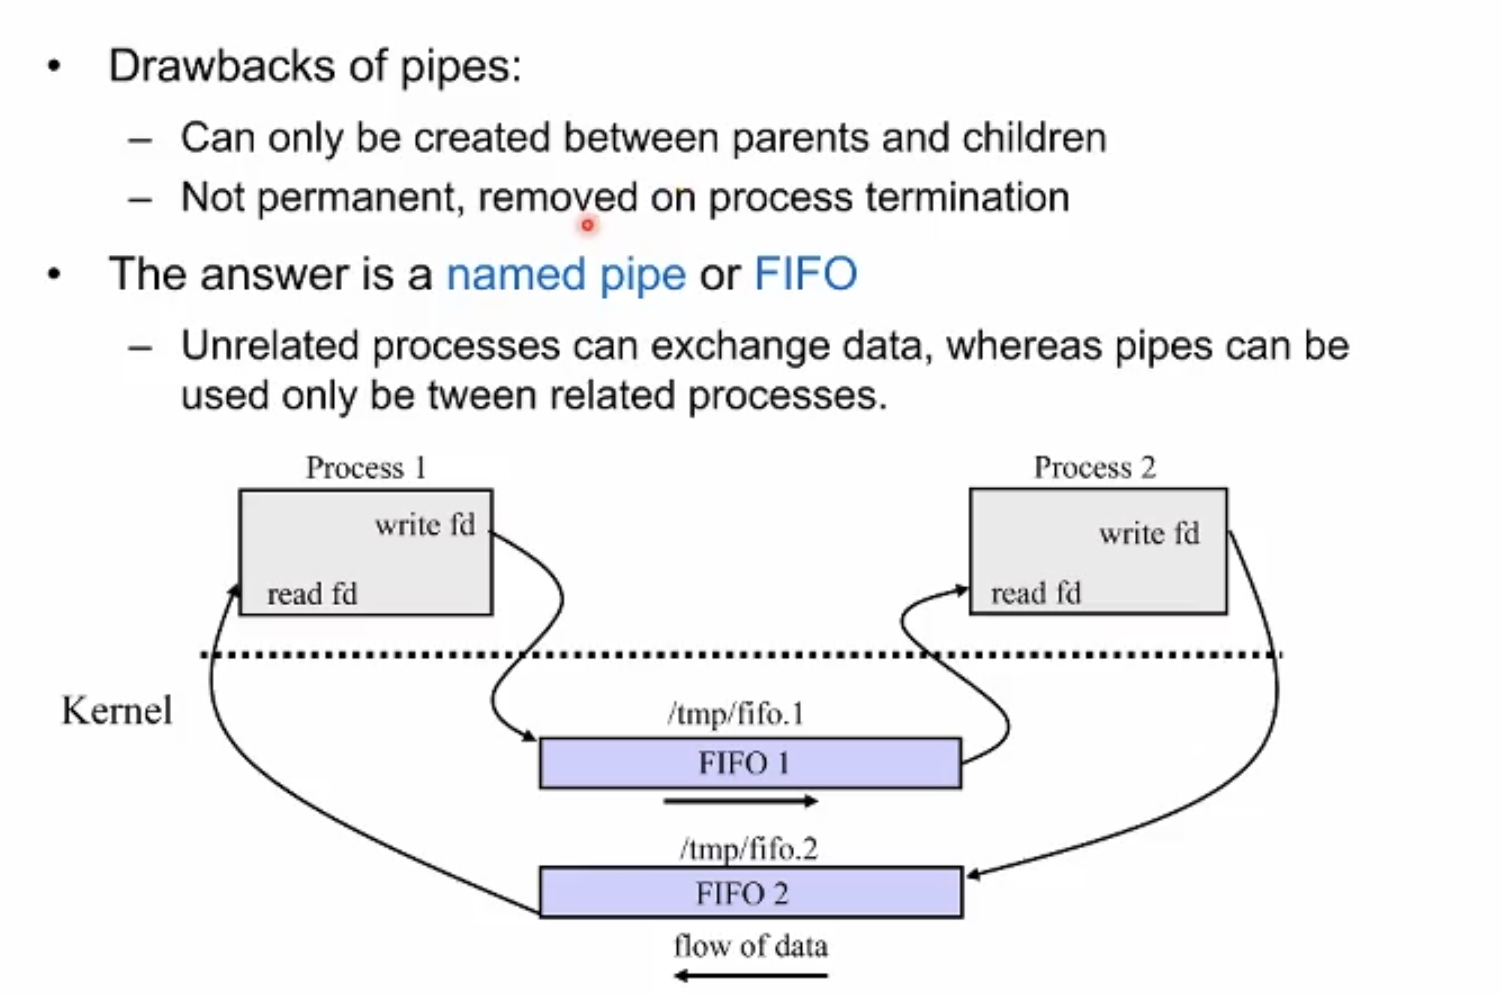 • Drawbacks of pipes:
– Can only be created between parents and children
– Not permanent, removed on process termination
• The answer is a named pipe or FIFO
– Unrelated processes can exchange data, whereas pipes can be
used only be tween related processes.
Process 1
Process 2
write fd
write fd
read fd
read fd
Kernel
/tmp/fifo.1
FIFO 1
/tmp/fifo.2
FIFO 2
flow of data